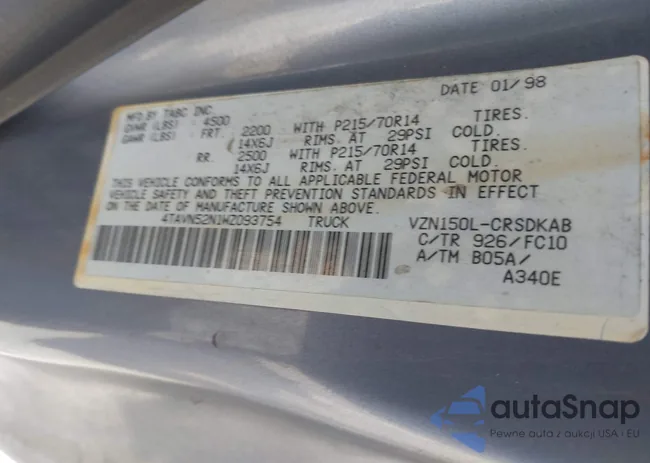 DATE 01/98
MFD BY TABC INC.
GVWR (LBS) 4500
GAWR (LBS) FRT. 2200 WITH P215/70R14 TIRES.
14X6J RIMS. AT 29PSI COLD.
RR. 2500 WITH P215/70R14 TIRES.
14X6J RIMS. AT 29PSI COLD.
THIS VEHICLE CONFORMS TO ALL APPLICABLE FEDERAL MOTOR
VEHICLE SAFETY AND THEFT PREVENTION STANDARDS IN EFFECT
ON THE DATE OF MANUFACTURE SHOWN ABOVE.
4TAVN52N1WZ093754 TRUCK VZN150L-CRSDKAB
C/TR 926/FC10
A/TM B05A/
A340E
autaSnap
Pewne auta z aukcji USA i EU